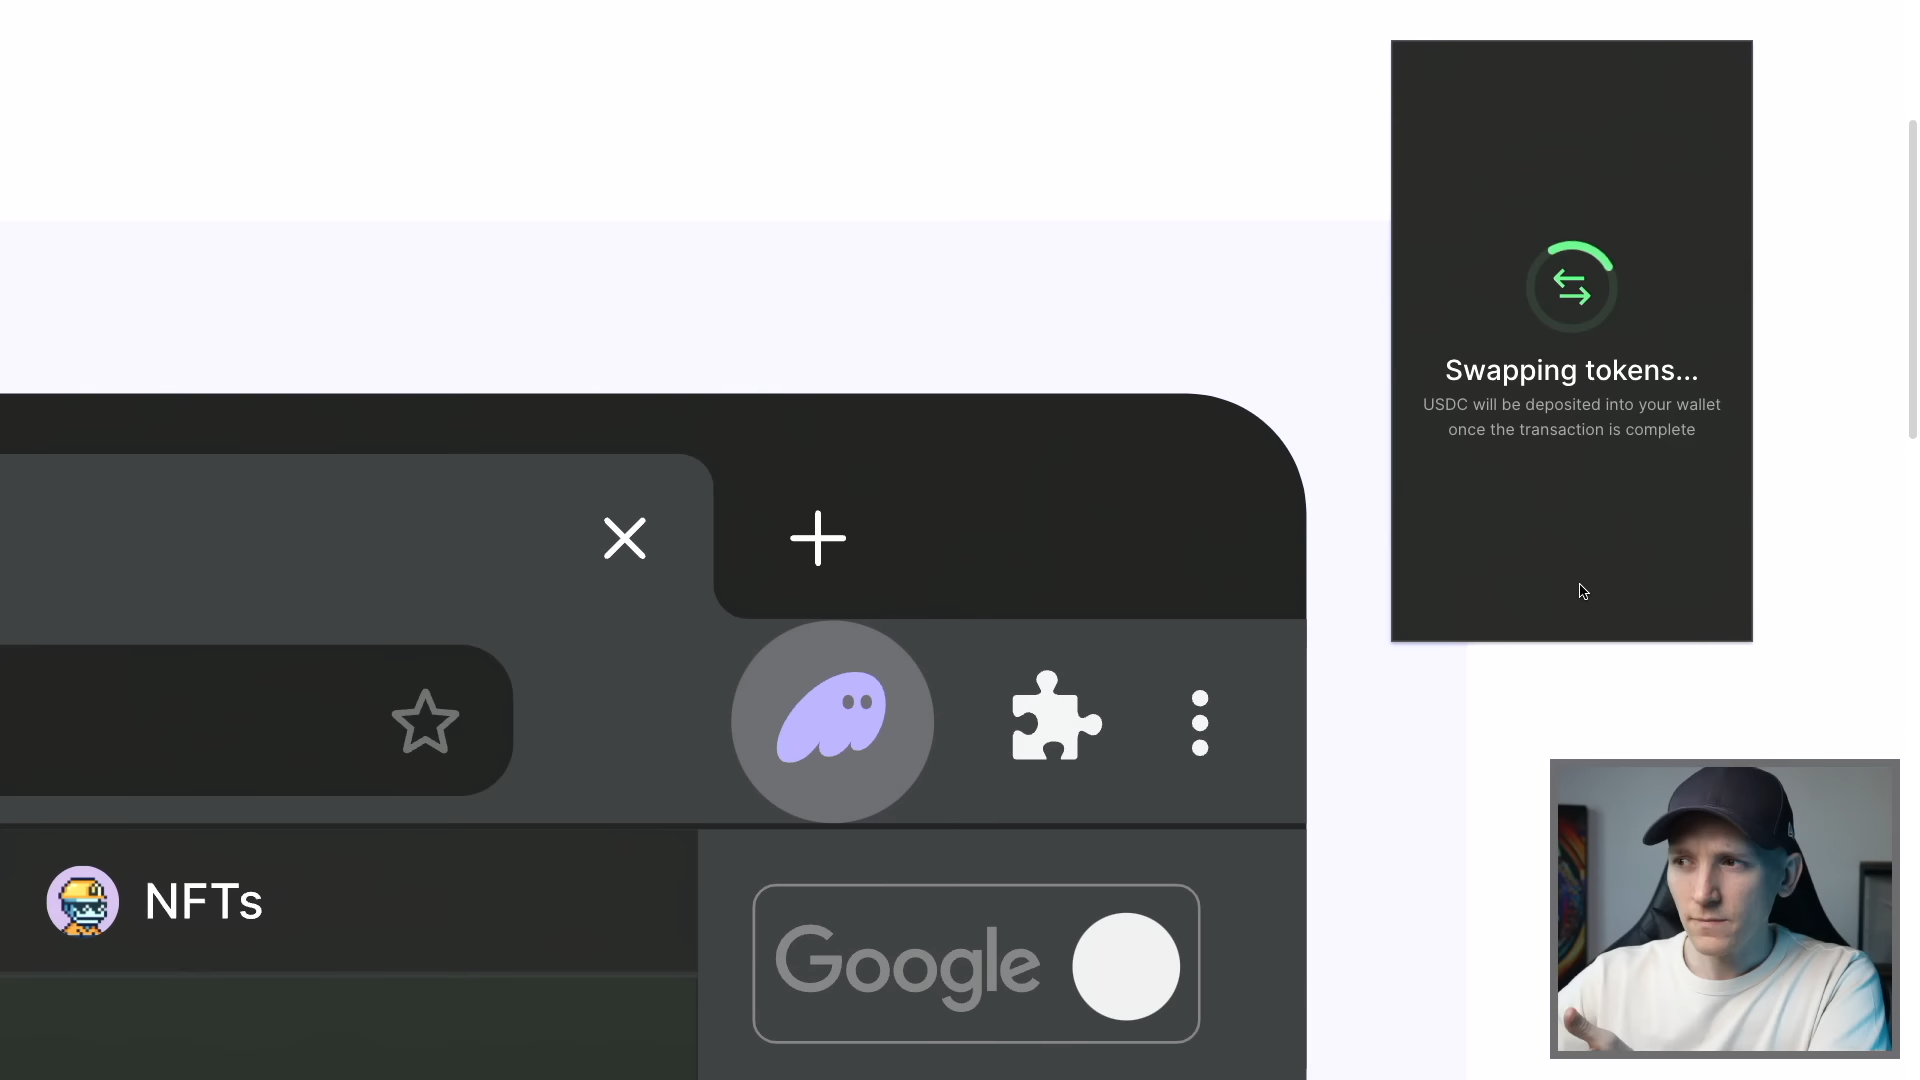 Swapping tokens...
USDC will be deposited into your wallet
once the transaction is complete
NFTs
Google